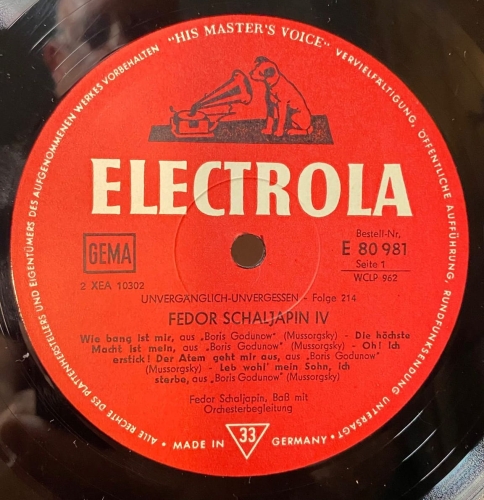 "HIS MASTER'S VOICE"
VERVIELFÄLTIGUNG, ÖFFENTLICHE AUFFÜHRUNG, RUNDFUNKSENDUNG UNTERSAGT •
ALLE RECHTE DES PLATTENHERSTELLERS UND EIGENTÜMERS DES AUFGENOMMENEN WERKES VORBEHALTEN
ELECTROLA
GEMA
2 XEA 10302
Bestell-Nr.
E 80 981
Seite 1
WCLP 962
UNVERGÄNGLICH-UNVERGESSEN - Folge 214
FEDOR SCHALJAPIN IV
Wie bang ist mir, aus „Boris Godunow" (Mussorgsky) - Die höchste
Macht ist mein, aus „Boris Godunow" (Mussorgsky) - Oh! Ich
erstick ! Der Atem geht mir aus, aus „Boris Godunow"
(Mussorgsky) - Leb wohl' mein Sohn, ich
sterbe, aus „Boris Godunow" (Mussorgsky)
Fedor Schaljapin, Baß mit
Orchesterbegleitung
• MADE IN 33 GERMANY •